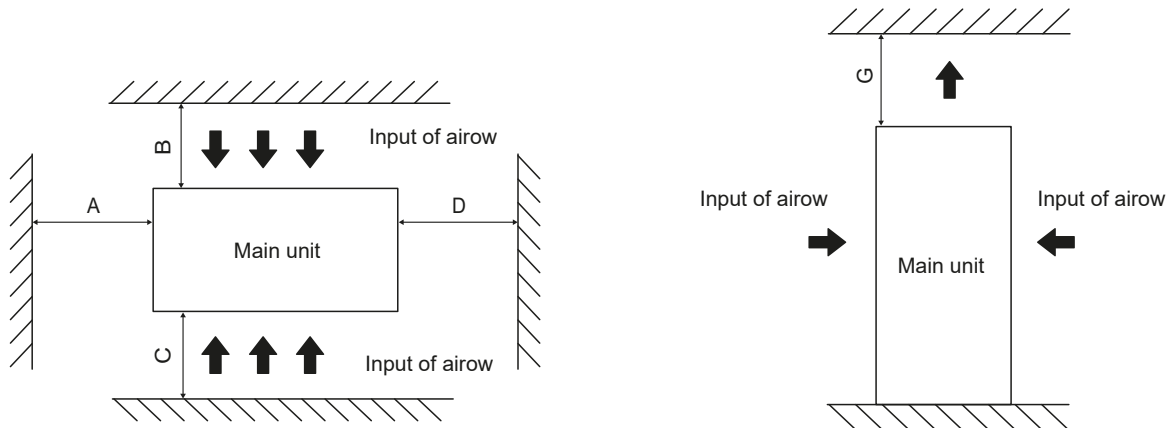 B
Input of airow
A
D
Main unit
C
Input of airow
G
Input of airow
Input of airow
Main unit